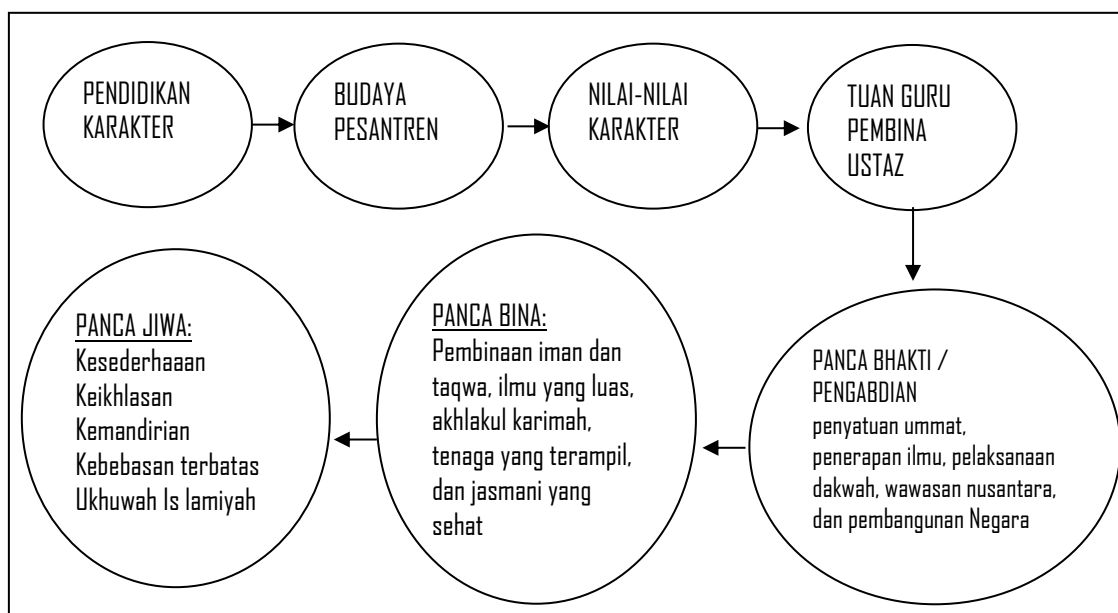 PENDIDIKAN
KARAKTER
BUDAYA
PESANTREN
NILAI-NILAI
KARAKTER
TUAN GURU
PEMBINA
USTAZ
PANCA BHAKTI /
PENGABDIAN
penyatuan ummat,
penerapan ilmu, pelaksanaan
dakwah, wawasan nusantara,
dan pembangunan Negara
PANCA BINA:
Pembinaan iman dan
taqwa, ilmu yang luas,
akhlakul karimah,
tenaga yang terampil,
dan jasmani yang
sehat
PANCA JIWA:
Kesederhaaan
Keikhlasan
Kemandirian
Kebebasan terbatas
Ukhuwah Is lamiyah